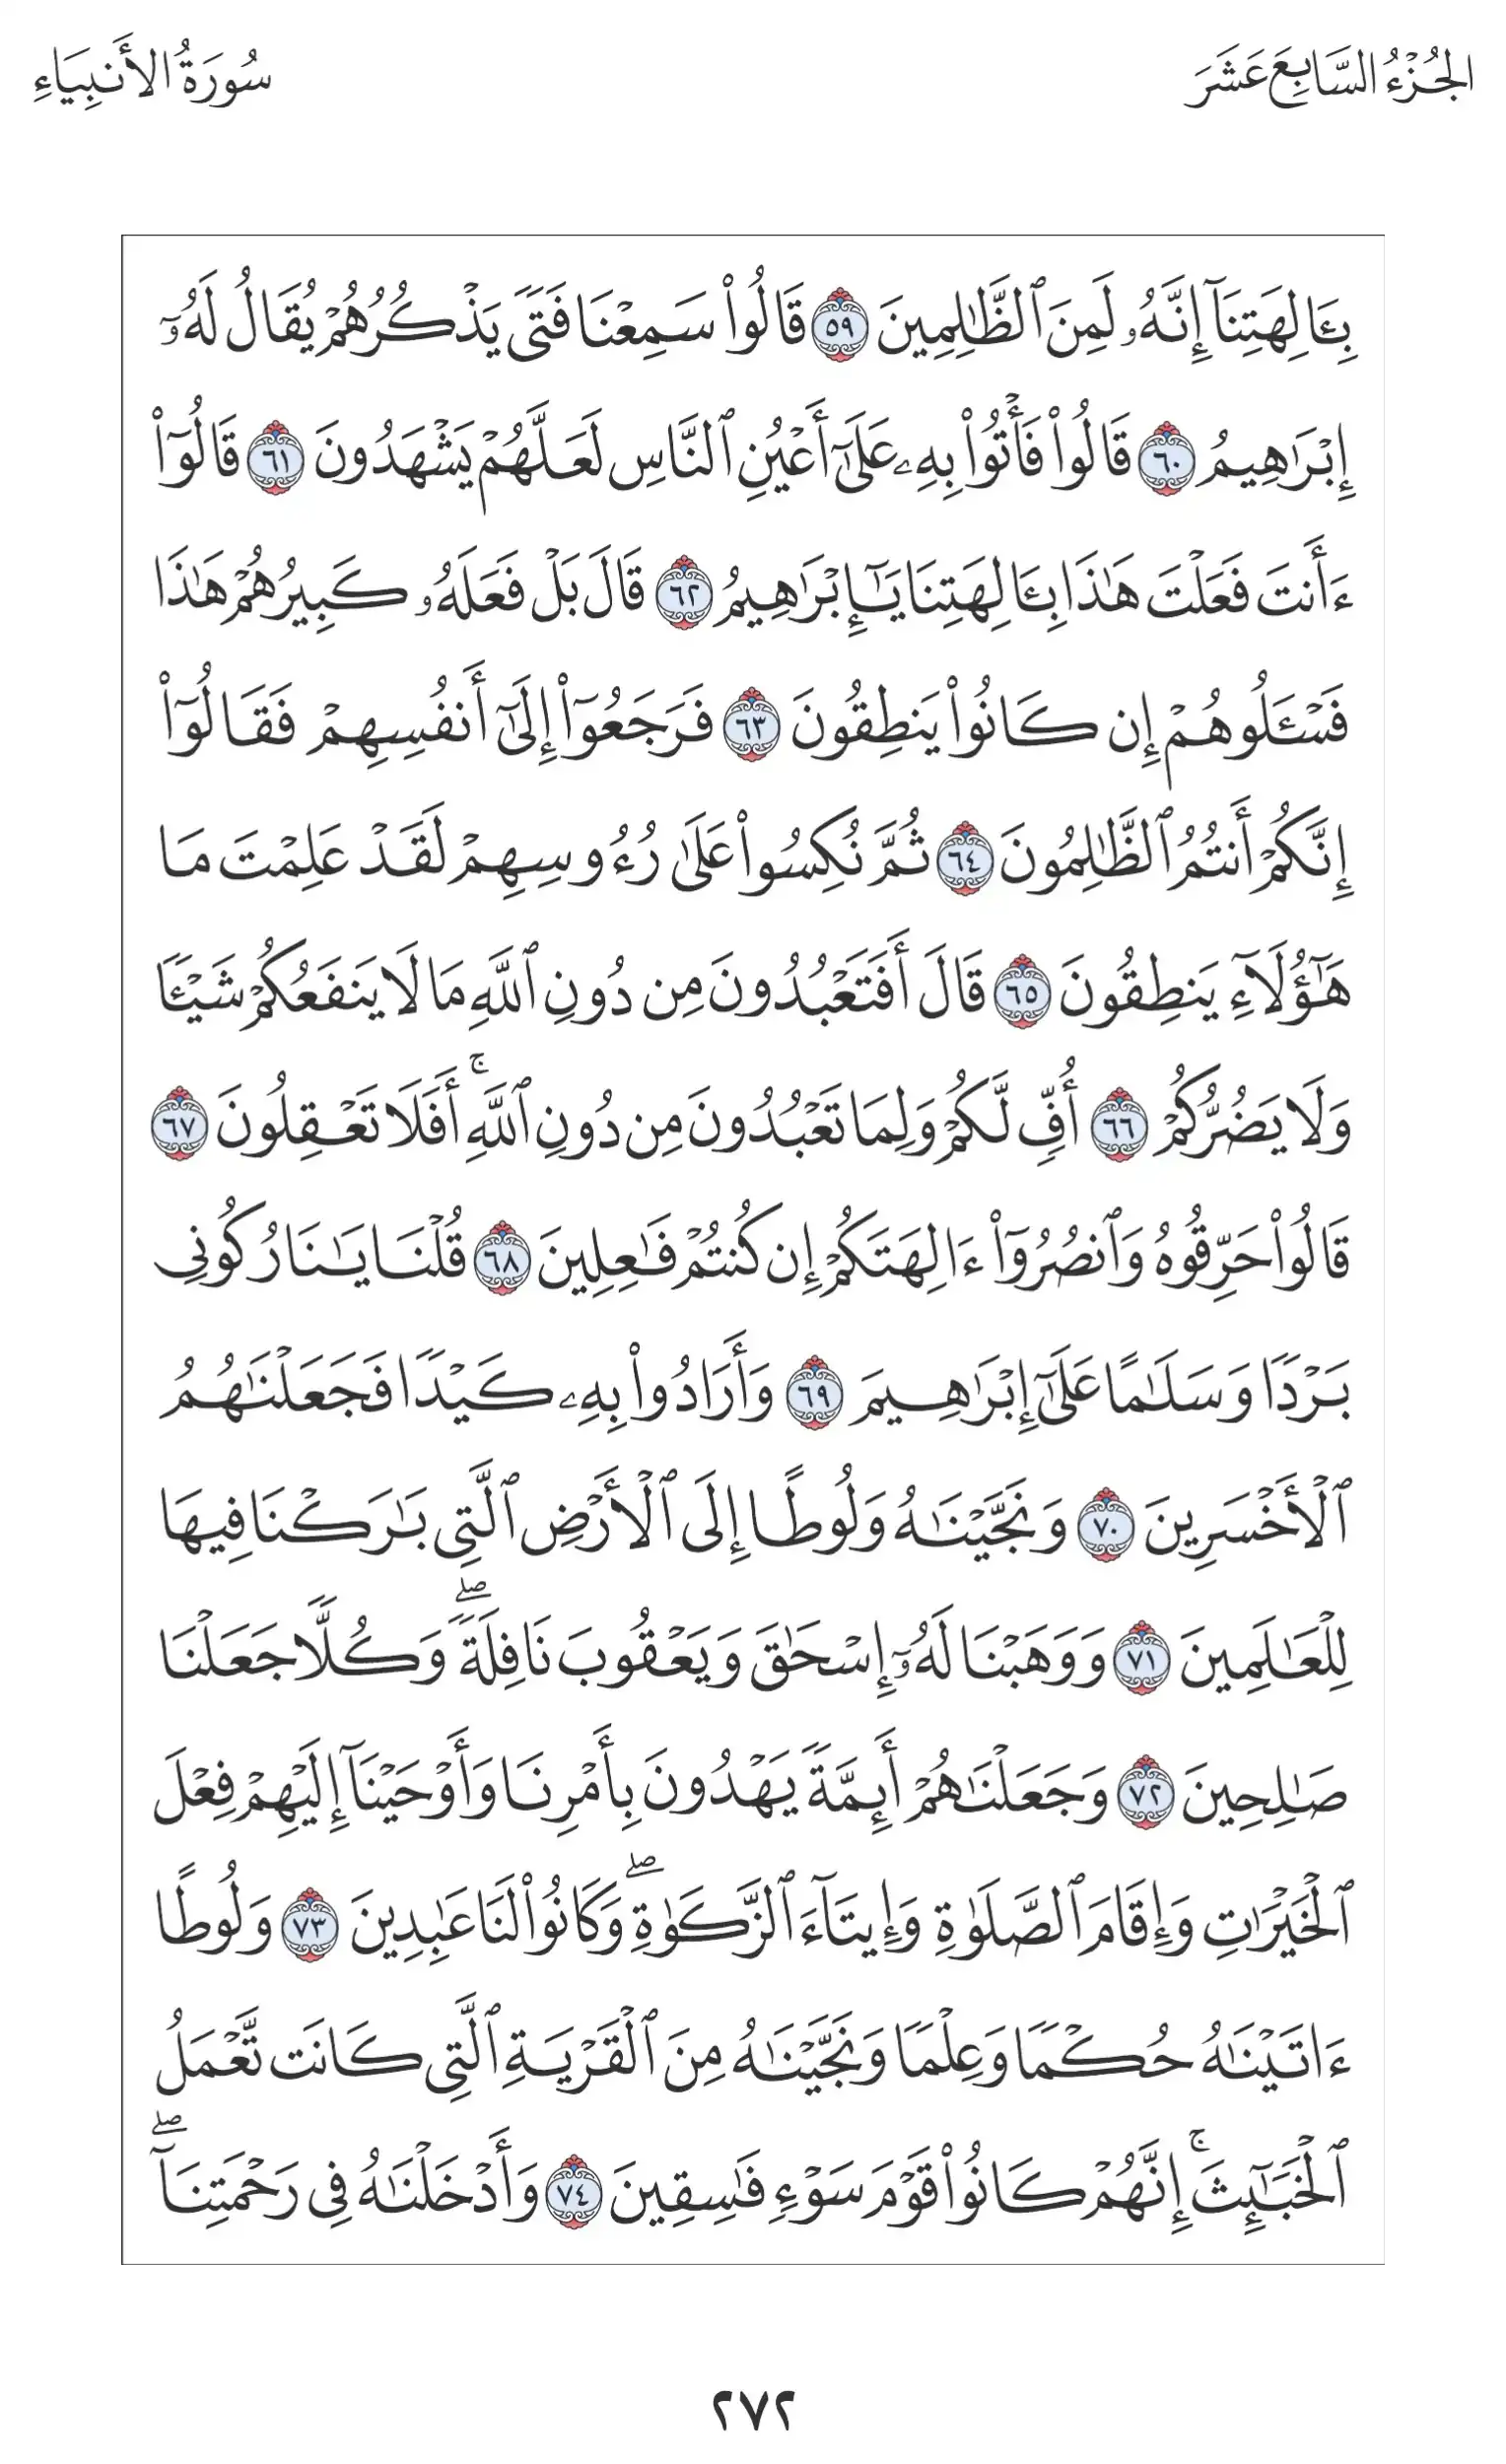 الجُزْءُ السَّابِعَ عَشَرَ
سُورَةُ الأَنبِيَاءِ
بِـَٔالِهَتِنَآ إِنَّهُۥ لَمِنَ ٱلظَّٰلِمِينَ ٥٩ قَالُوا۟ سَمِعْنَا فَتًى يَذْكُرُهُمْ يُقَالُ لَهُۥٓ
إِبْرَٰهِيمُ ٦٠ قَالُوا۟ فَأْتُوا۟ بِهِۦ عَلَىٰٓ أَعْيُنِ ٱلنَّاسِ لَعَلَّهُمْ يَشْهَدُونَ ٦١ قَالُوٓا۟
ءَأَنتَ فَعَلْتَ هَٰذَا بِـَٔالِهَتِنَا يَٰٓإِبْرَٰهِيمُ ٦٢ قَالَ بَلْ فَعَلَهُۥ كَبِيرُهُمْ هَٰذَا
فَسْـَٔلُوهُمْ إِن كَانُوا۟ يَنطِقُونَ ٦٣ فَرَجَعُوٓا۟ إِلَىٰٓ أَنفُسِهِمْ فَقَالُوٓا۟
إِنَّكُمْ أَنتُمُ ٱلظَّٰلِمُونَ ٦٤ ثُمَّ نُكِسُوا۟ عَلَىٰ رُءُوسِهِمْ لَقَدْ عَلِمْتَ مَا
هَٰٓؤُلَآءِ يَنطِقُونَ ٦٥ قَالَ أَفَتَعْبُدُونَ مِن دُونِ ٱللَّهِ مَا لَا يَنفَعُكُمْ شَيْـًٔا
وَلَا يَضُرُّكُمْ ٦٦ أُفٍّ لَّكُمْ وَلِمَا تَعْبُدُونَ مِن دُونِ ٱللَّهِ ۚ أَفَلَا تَعْقِلُونَ ٦٧
قَالُوا۟ حَرِّقُوهُ وَٱنصُرُوٓا۟ ءَالِهَتَكُمْ إِن كُنتُمْ فَٰعِلِينَ ٦٨ قُلْنَا يَٰنَارُ كُونِى
بَرْدًا وَسَلَٰمًا عَلَىٰٓ إِبْرَٰهِيمَ ٦٩ وَأَرَادُوا۟ بِهِۦ كَيْدًا فَجَعَلْنَٰهُمُ
ٱلْأَخْسَرِينَ ٧٠ وَنَجَّيْنَٰهُ وَلُوطًا إِلَى ٱلْأَرْضِ ٱلَّتِى بَٰرَكْنَا فِيهَا
لِلْعَٰلَمِينَ ٧١ وَوَهَبْنَا لَهُۥٓ إِسْحَٰقَ وَيَعْقُوبَ نَافِلَةً ۖ وَكُلًّا جَعَلْنَا
صَٰلِحِينَ ٧٢ وَجَعَلْنَٰهُمْ أَئِمَّةً يَهْدُونَ بِأَمْرِنَا وَأَوْحَيْنَآ إِلَيْهِمْ فِعْلَ
ٱلْخَيْرَٰتِ وَإِقَامَ ٱلصَّلَوٰةِ وَإِيتَآءَ ٱلزَّكَوٰةِ ۖ وَكَانُوا۟ لَنَا عَٰبِدِينَ ٧٣ وَلُوطًا
ءَاتَيْنَٰهُ حُكْمًا وَعِلْمًا وَنَجَّيْنَٰهُ مِنَ ٱلْقَرْيَةِ ٱلَّتِى كَانَت تَّعْمَلُ
ٱلْخَبَٰٓئِثَ ۚ إِنَّهُمْ كَانُوا۟ قَوْمَ سَوْءٍ فَٰسِقِينَ ٧٤ وَأَدْخَلْنَٰهُ فِى رَحْمَتِنَآ ۖ
٢٧٢